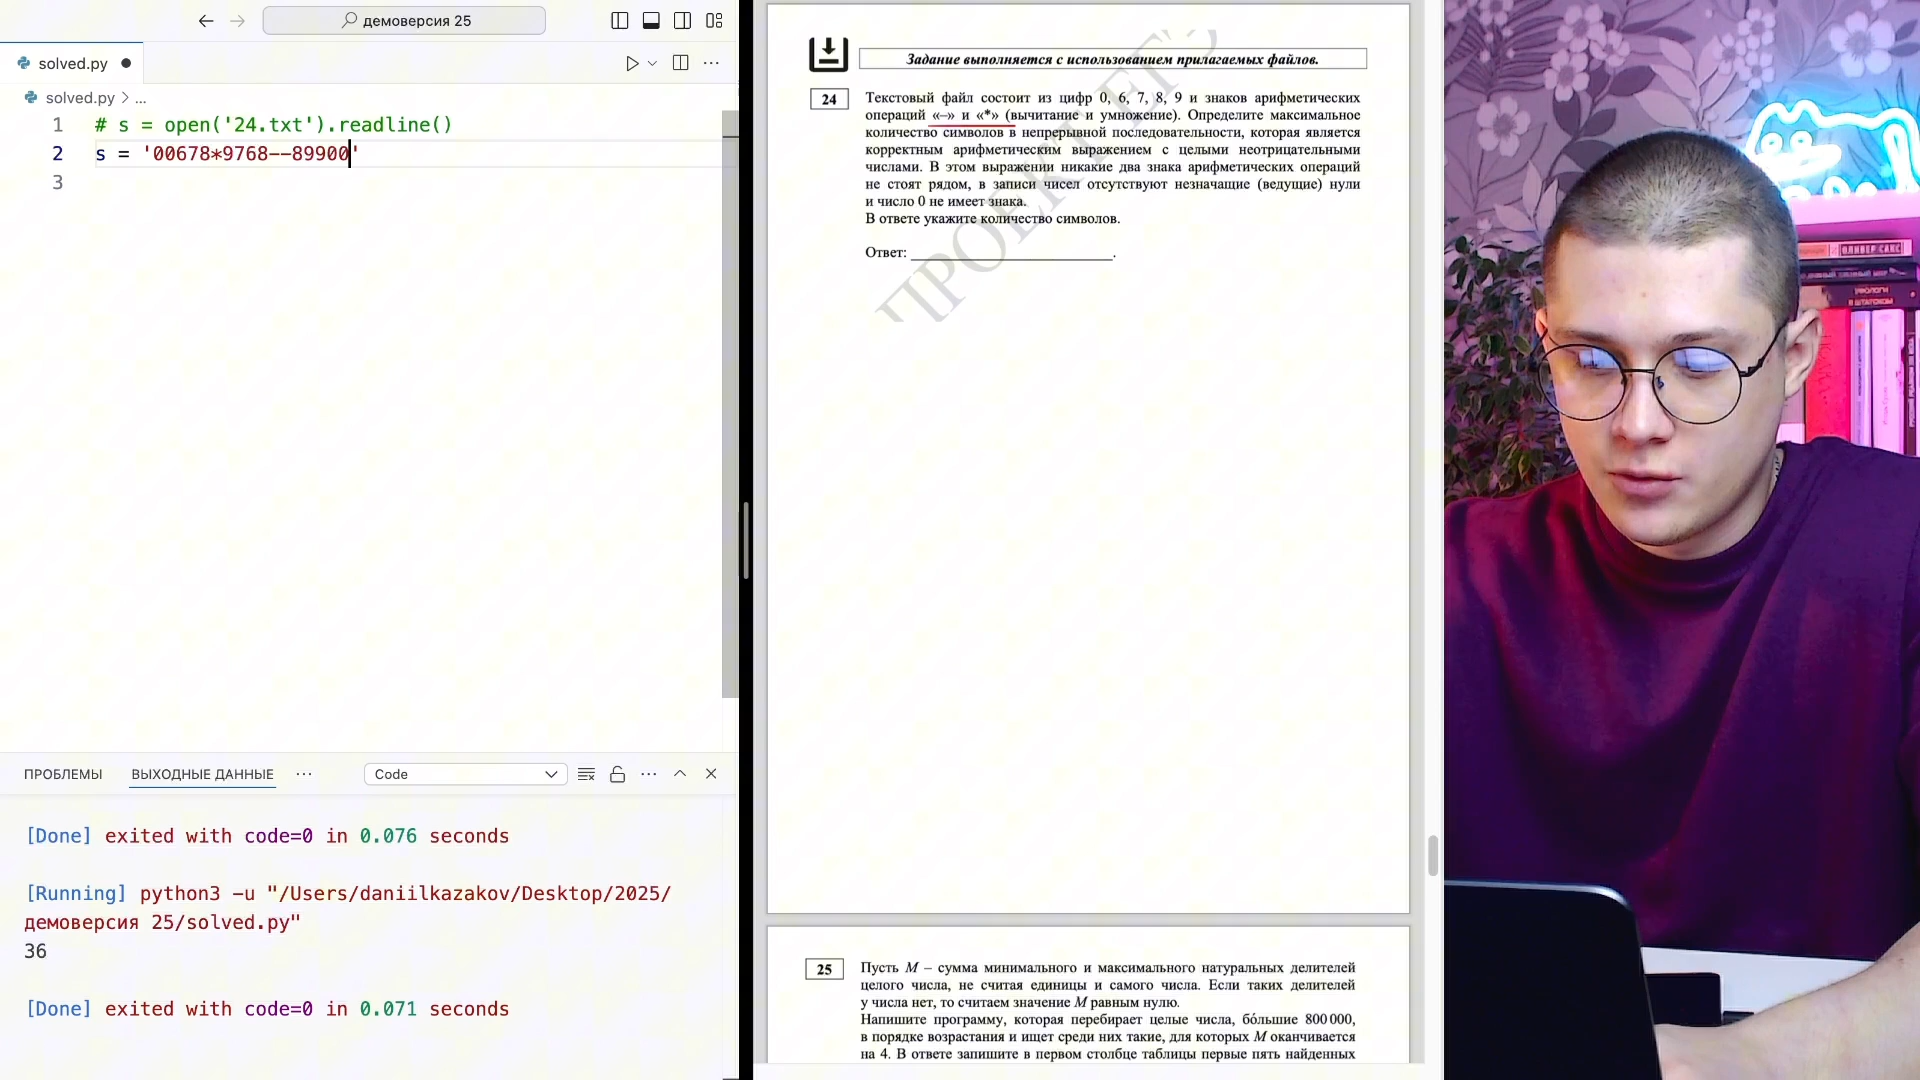 демоверсия 25
solved.py
solved.py > ...
1 # s = open('24.txt').readline()
2 s = '00678*9768--89900'
3
ПРОБЛЕМЫ ВЫХОДНЫЕ ДАННЫЕ ... Code
[Done] exited with code=0 in 0.076 seconds
[Running] python3 -u "/Users/daniilkazakov/Desktop/2025/
демоверсия 25/solved.py"
36
[Done] exited with code=0 in 0.071 seconds
Задание выполняется с использованием прилагаемых файлов.
24
Текстовый файл состоит из цифр 0, 6, 7, 8, 9 и знаков арифметических
операций «–» и «*» (вычитание и умножение). Определите максимальное
количество символов в непрерывной последовательности, которая является
корректным арифметическим выражением с целыми неотрицательными
числами. В этом выражении никакие два знака арифметических операций
не стоят рядом, в записи чисел отсутствуют незначащие (ведущие) нули
и число 0 не имеет знака.
В ответе укажите количество символов.
Ответ: ____________________.
ПРОЕКТ ЕГЭ
25
Пусть M – сумма минимального и максимального натуральных делителей
целого числа, не считая единицы и самого числа. Если таких делителей
у числа нет, то считаем значение M равным нулю.
Напишите программу, которая перебирает целые числа, бо́льшие 800 000,
в порядке возрастания и ищет среди них такие, для которых M оканчивается
на 4. В ответе запишите в первом столбце таблицы первые пять найденных
ОЛИВЕР САКС